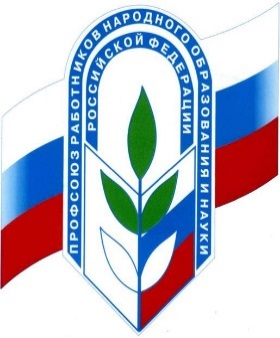 ПРОФСОЮЗ РАБОТНИКОВ НАРОДНОГО ОБРАЗОВАНИЯ И НАУКИ
РОССИЙСКОЙ ФЕДЕРАЦИИ